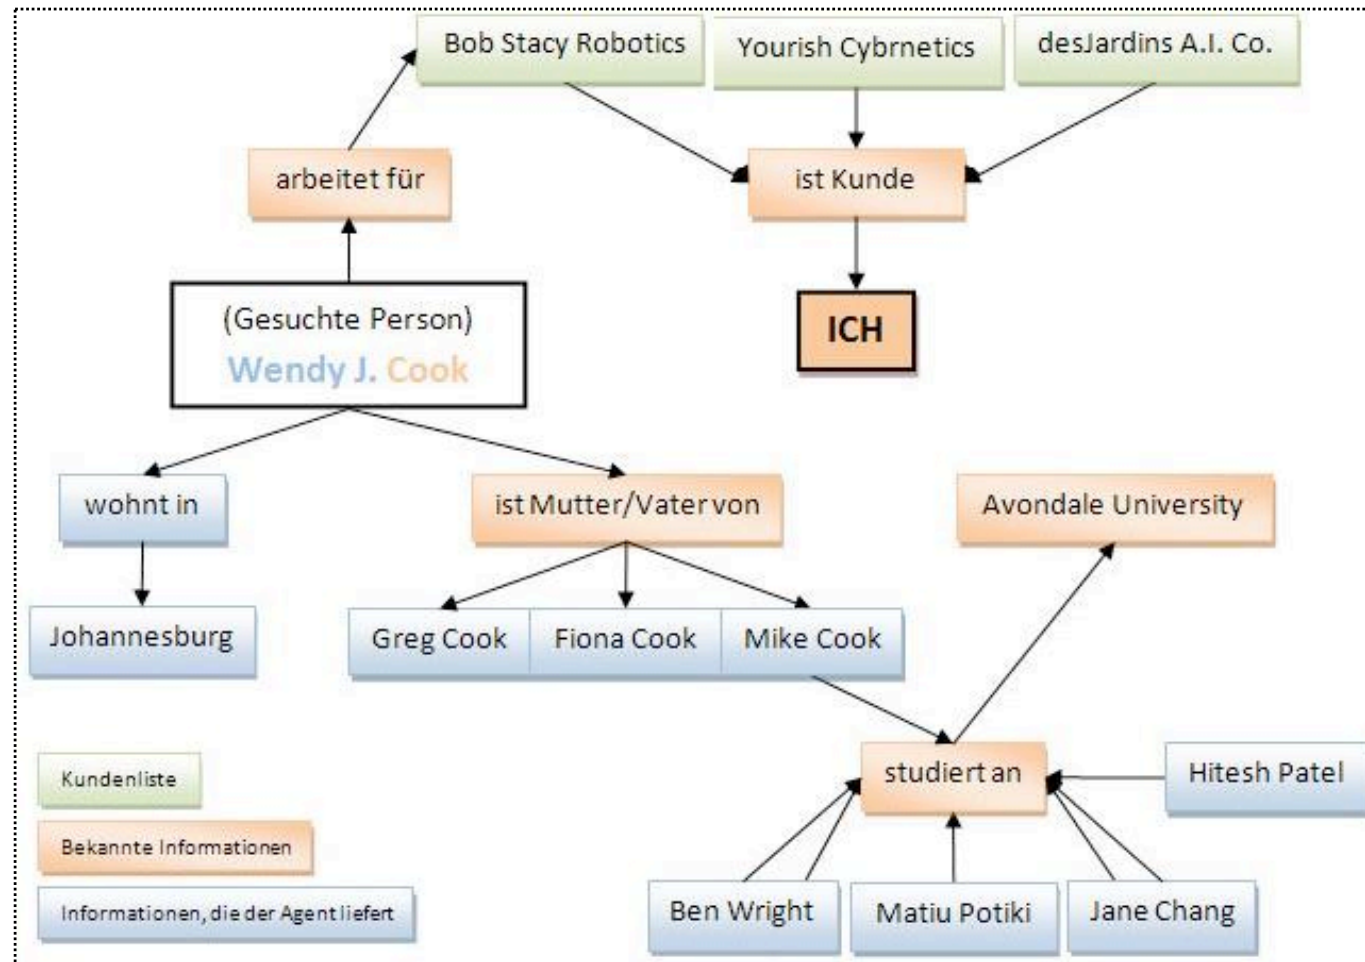 Bob Stacy Robotics
Yourish Cybrnetics
desJardins A.I. Co.
arbeitet für
ist Kunde
(Gesuchte Person)
Wendy J. Cook
ICH
wohnt in
ist Mutter/Vater von
Avondale University
Johannesburg
Greg Cook
Fiona Cook
Mike Cook
studiert an
Hitesh Patel
Kundenliste
Bekannte Informationen
Informationen, die der Agent liefert
Ben Wright
Matiu Potiki
Jane Chang